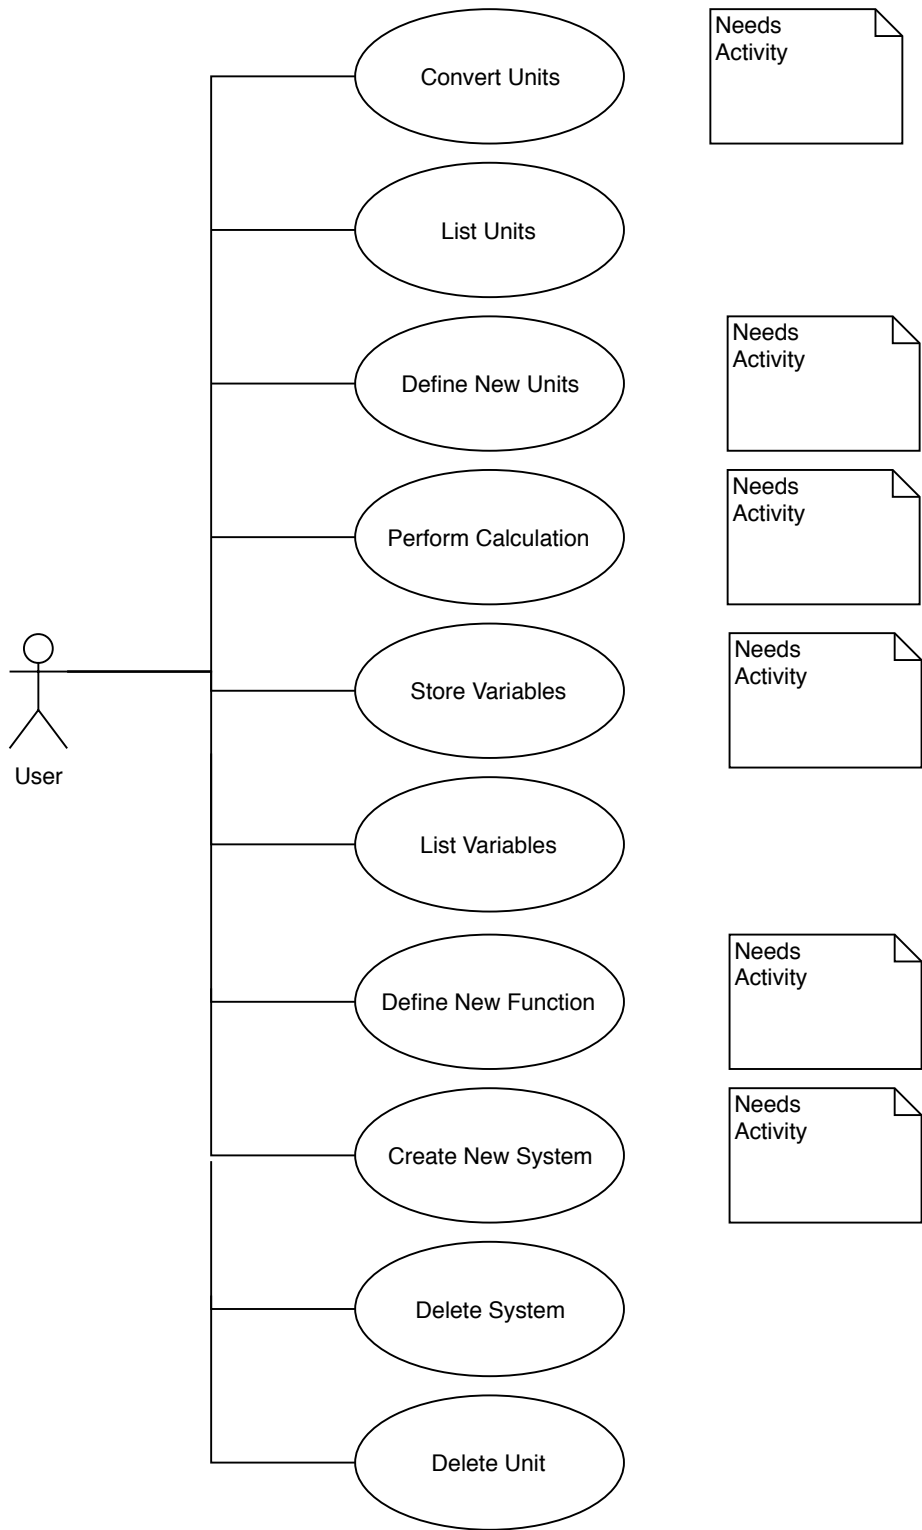 Convert Units
Needs
Activity
List Units
Define New Units
Needs
Activity
Perform Calculation
Needs
Activity
Store Variables
Needs
Activity
User
List Variables
Define New Function
Needs
Activity
Create New System
Needs
Activity
Delete System
Delete Unit